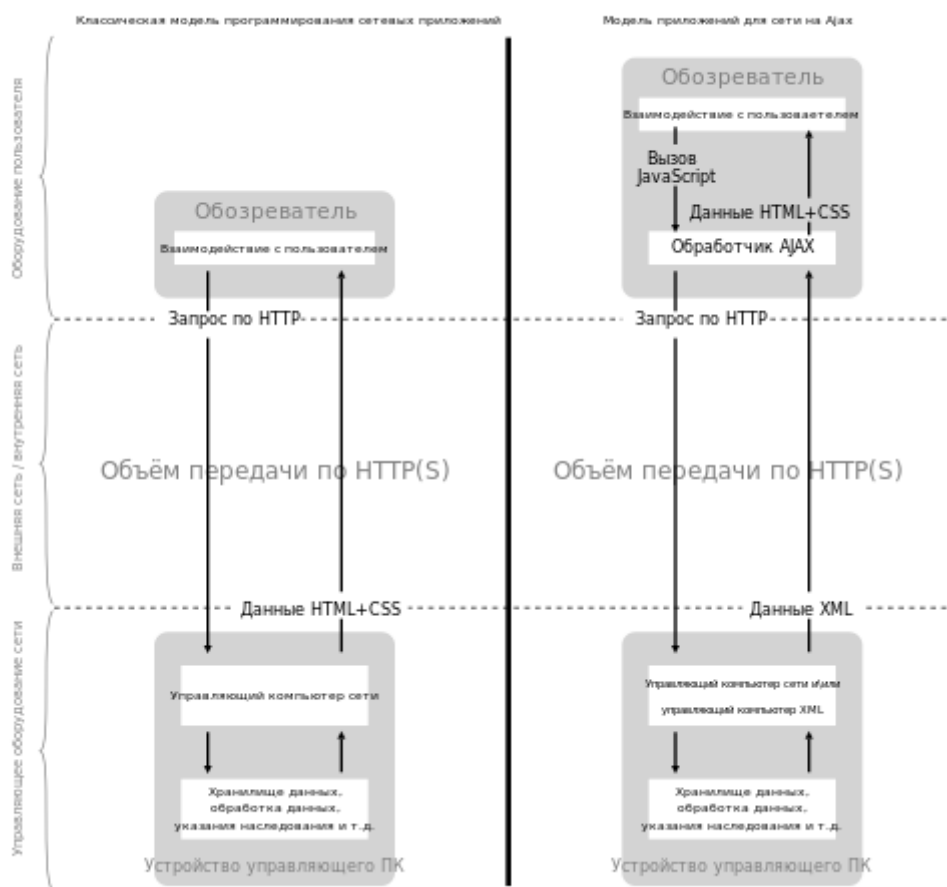 Классическая модель программирования сетевых приложений
Модель приложений для сети на Ajax
Оборудование пользователя
Обозреватель
Взаимодействие с пользователем
Запрос по HTTP
Обозреватель
Взаимодействие с пользоваетелем
Вызов
JavaScript
Данные HTML+CSS
Обработчик AJAX
Запрос по HTTP
Внешняя сеть / внутренняя сеть
Объём передачи по HTTP(S)
Объём передачи по HTTP(S)
Данные HTML+CSS
Данные XML
Управляющее оборудование сети
Управляющий компьютер сети
Хранилище данных,
обработка данных,
указания наследования и т.д.
Устройство управляющего ПК
Управляющий компьютер сети и\или
управляющий компьютер XML
Хранилище данных,
обработка данных,
указания наследования и т.д.
Устройство управляющего ПК